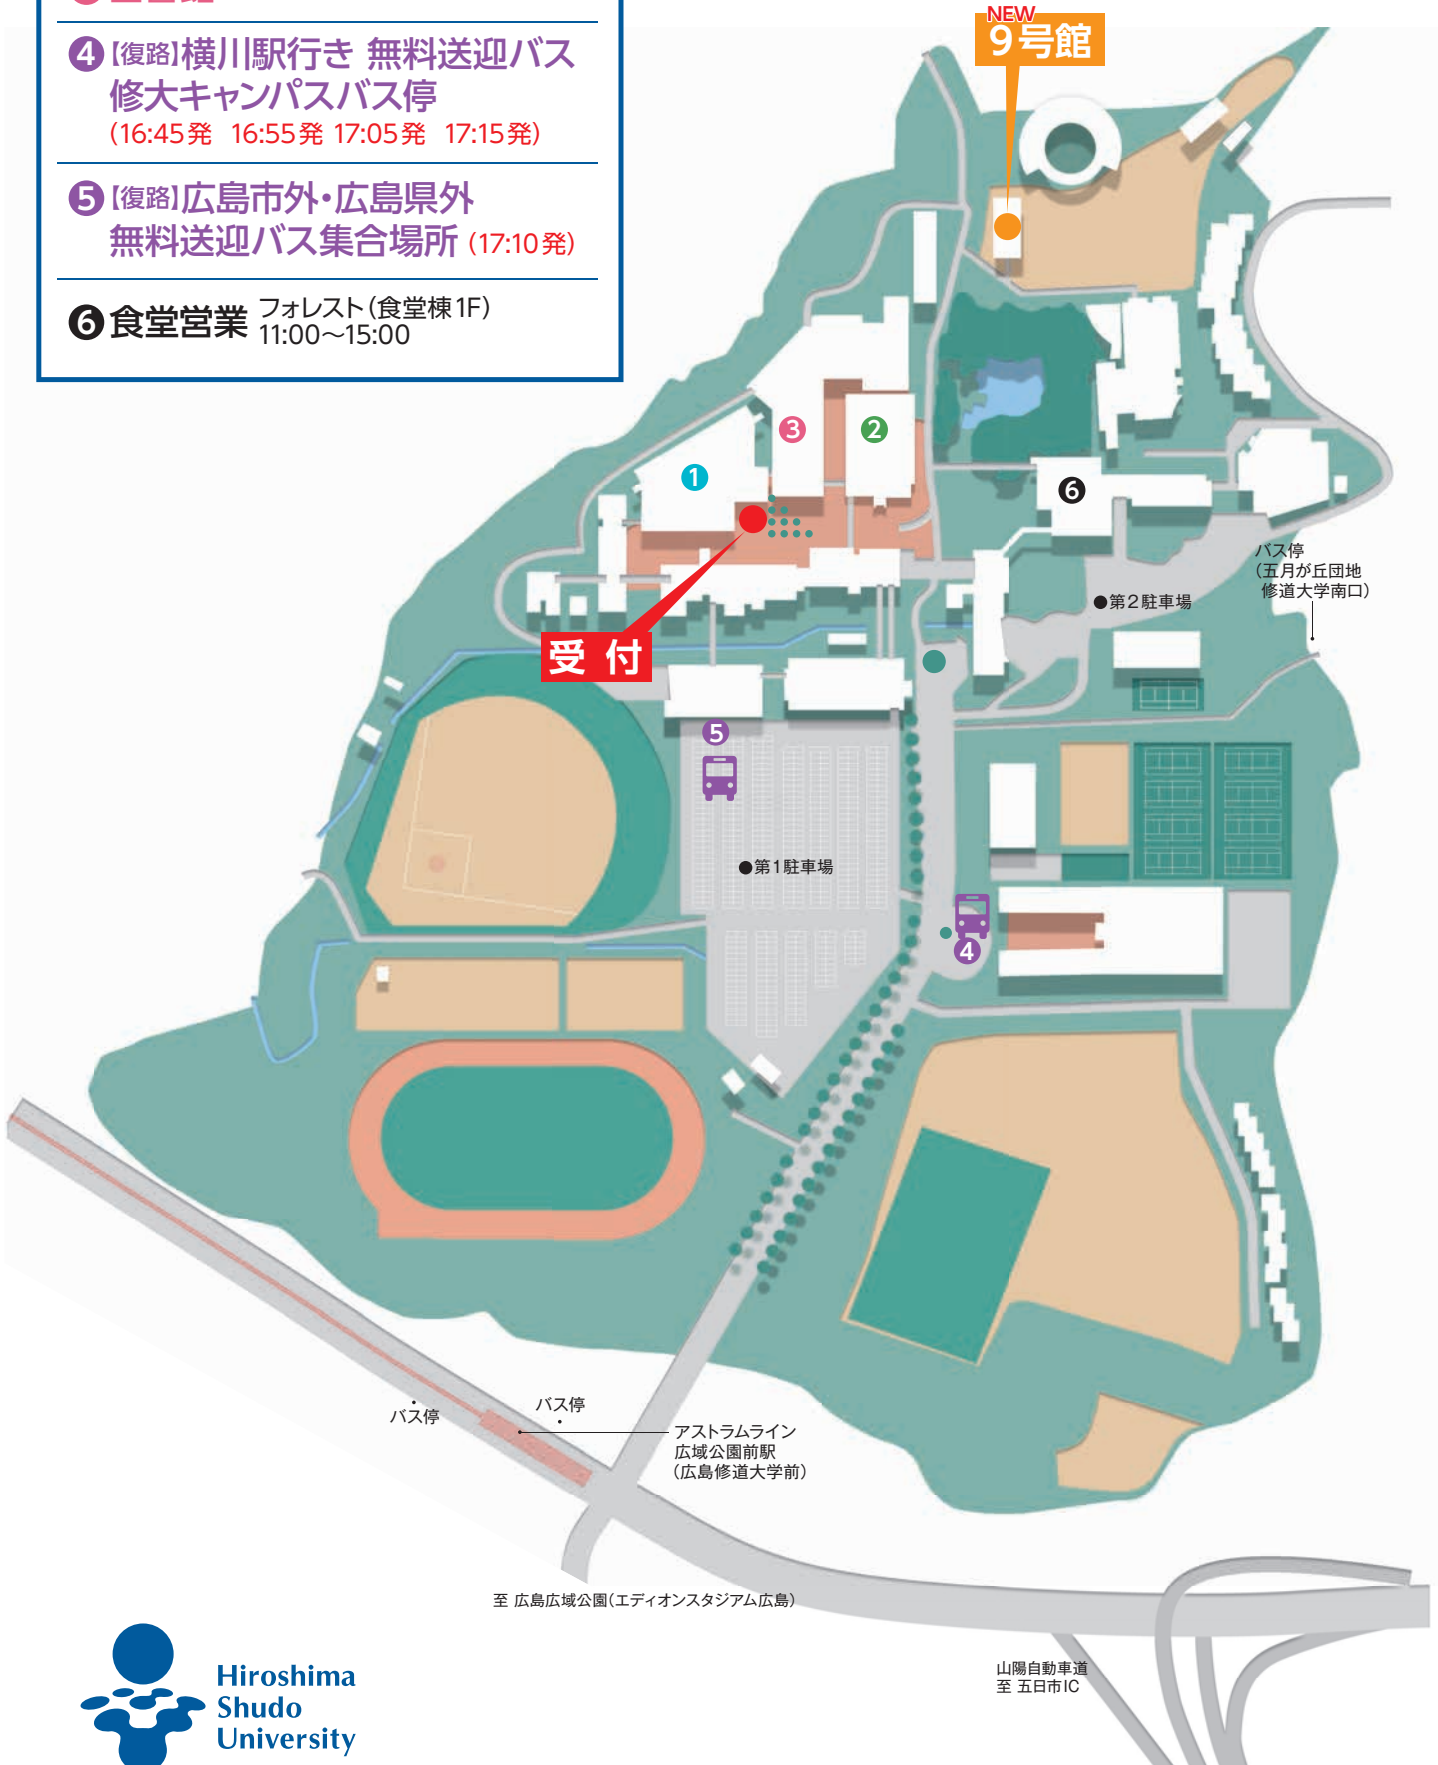 ④【復路】横川駅行き 無料送迎バス
修大キャンパスバス停
(16:45発 16:55発 17:05発 17:15発)
⑤【復路】広島市外・広島県外
無料送迎バス集合場所 (17:10発)
⑥食堂営業 フォレスト(食堂棟1F)
11:00〜15:00
NEW
9号館
③
②
①
⑥
バス停
(五月が丘団地
修道大学南口)
●第2駐車場
受付
⑤
●第1駐車場
④
バス停
バス停
アストラムライン
広域公園前駅
(広島修道大学前)
至 広島広域公園(エディオンスタジアム広島)
山陽自動車道
至 五日市IC
Hiroshima
Shudo
University